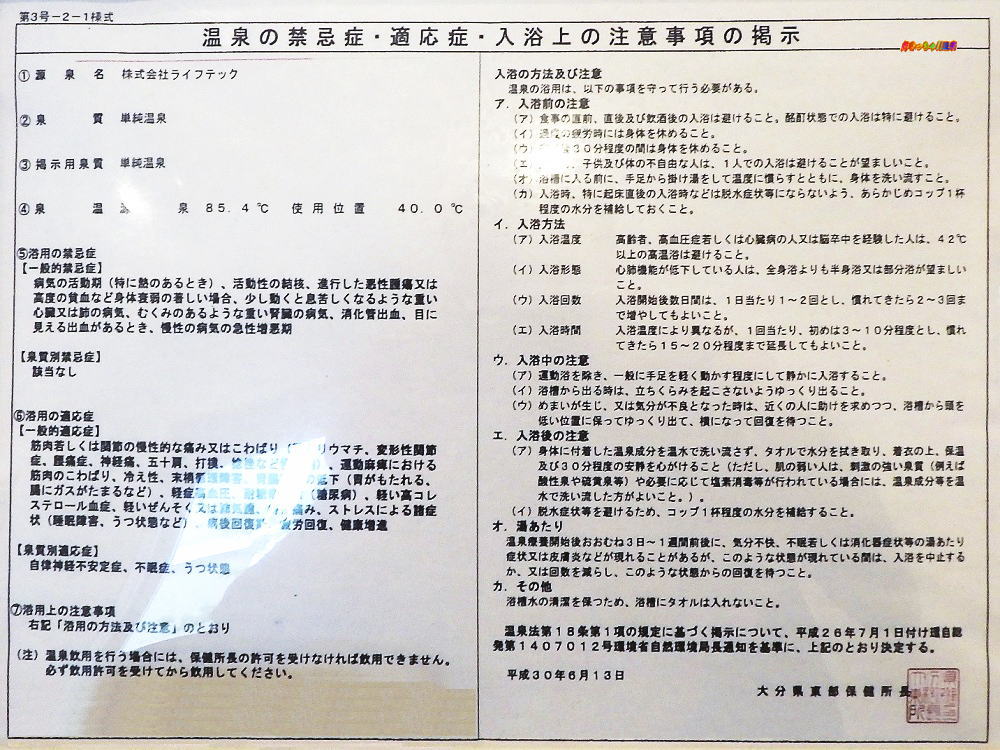 第3号－2－1様式
温泉の禁忌症・適応症・入浴上の注意事項の掲示
①源泉名 株式会社ライフテック
②泉質 単純温泉
③掲示用泉質 単純温泉
④泉温 源泉 85.4℃ 使用位置 40.0℃
⑤浴用の禁忌症
【一般的禁忌症】
病気の活動期（特に熱のあるとき）、活動性の結核、進行した悪性腫瘍又は
高度の貧血など身体衰弱の著しい場合、少し動くと息苦しくなるような重い
心臓又は肺の病気、むくみのあるような重い腎臓の病気、消化管出血、目に
見える出血があるとき、慢性の病気の急性増悪期
【泉質別禁忌症】
該当なし
⑥浴用の適応症
【一般的適応症】
筋肉若しくは関節の慢性的な痛み又はこわばり（ リウマチ、変形性関節
症、腰痛症、神経痛、五十肩、打撲、 など ）、運動麻痺における
筋肉のこわばり、冷え性、末梢 の 下（胃がもたれる、
腸にガスがたまるなど）、軽症高血圧、 （糖尿病）、軽い高コレ
ステロール血症、軽いぜんそく又は 痛み、ストレスによる諸症
状（睡眠障害、うつ状態など）、病後回復期、疲労回復、健康増進
【泉質別適応症】
自律神経不安定症、不眠症、うつ状態
⑦浴用上の注意事項
右記「浴用の方法及び注意」のとおり
（注）温泉飲用を行う場合には、保健所長の許可を受けなければ飲用できません。
必ず飲用許可を受けてから飲用してください。
入浴の方法及び注意
温泉の浴用は、以下の事項を守って行う必要がある。
ア．入浴前の注意
（ア）食事の直前、直後及び飲酒後の入浴は避けること。酩酊状態での入浴は特に避けること。
（イ）過度の疲労時には身体を休めること。
（ウ） 30分程度の間は身体を休めること。
（エ） 、子供及び体の不自由な人は、1人での入浴は避けることが望ましいこと。
（オ）浴槽に入る前に、手足から掛け湯をして温度に慣らすとともに、身体を洗い流すこと。
（カ）入浴時、特に起床直後の入浴時などは脱水症状等にならないよう、あらかじめコップ1杯
程度の水分を補給しておくこと。
イ．入浴方法
（ア）入浴温度 高齢者、高血圧症若しくは心臓病の人又は脳卒中を経験した人は、42℃
以上の高温浴は避けること。
（イ）入浴形態 心肺機能が低下している人は、全身浴よりも半身浴又は部分浴が望まし
いこと。
（ウ）入浴回数 入浴開始後数日間は、1日当たり1～2回とし、慣れてきたら2～3回ま
で増やしてもよいこと。
（エ）入浴時間 入浴温度により異なるが、1回当たり、初めは3～10分程度とし、慣れ
てきたら15～20分程度まで延長してもよいこと。
ウ．入浴中の注意
（ア）運動浴を除き、一般に手足を軽く動かす程度にして静かに入浴すること。
（イ）浴槽から出る時は、立ちくらみを起こさないようゆっくり出ること。
（ウ）めまいが生じ、又は気分が不良となった時は、近くの人に助けを求めつつ、浴槽から頭を
低い位置に保ってゆっくり出て、横になって回復を待つこと。
エ．入浴後の注意
（ア）身体に付着した温泉成分を温水で洗い流さず、タオルで水分を拭き取り、着衣の上、保温
及び30分程度の安静を心がけること（ただし、肌の弱い人は、刺激の強い泉質（例えば
酸性泉や硫黄泉等）や必要に応じて塩素消毒等が行われている場合には、温泉成分等を温
水で洗い流した方がよいこと。）。
（イ）脱水症状等を避けるため、コップ1杯程度の水分を補給すること。
オ．湯あたり
温泉療養開始後おおむね3日～1週間前後に、気分不快、不眠若しくは消化器症状等の湯あたり
症状又は皮膚炎などが現れることがあるが、このような状態が現れている間は、入浴を中止する
か、又は回数を減らし、このような状態からの回復を待つこと。
カ．その他
浴槽水の清潔を保つため、浴槽にタオルは入れないこと。
温泉法第18条第1項の規定に基づく掲示について、平成26年7月1日付け環自総
発第1407012号環境省自然環境局長通知を基準に、上記のとおり決定する。
平成30年6月13日
大分県東部保健所長